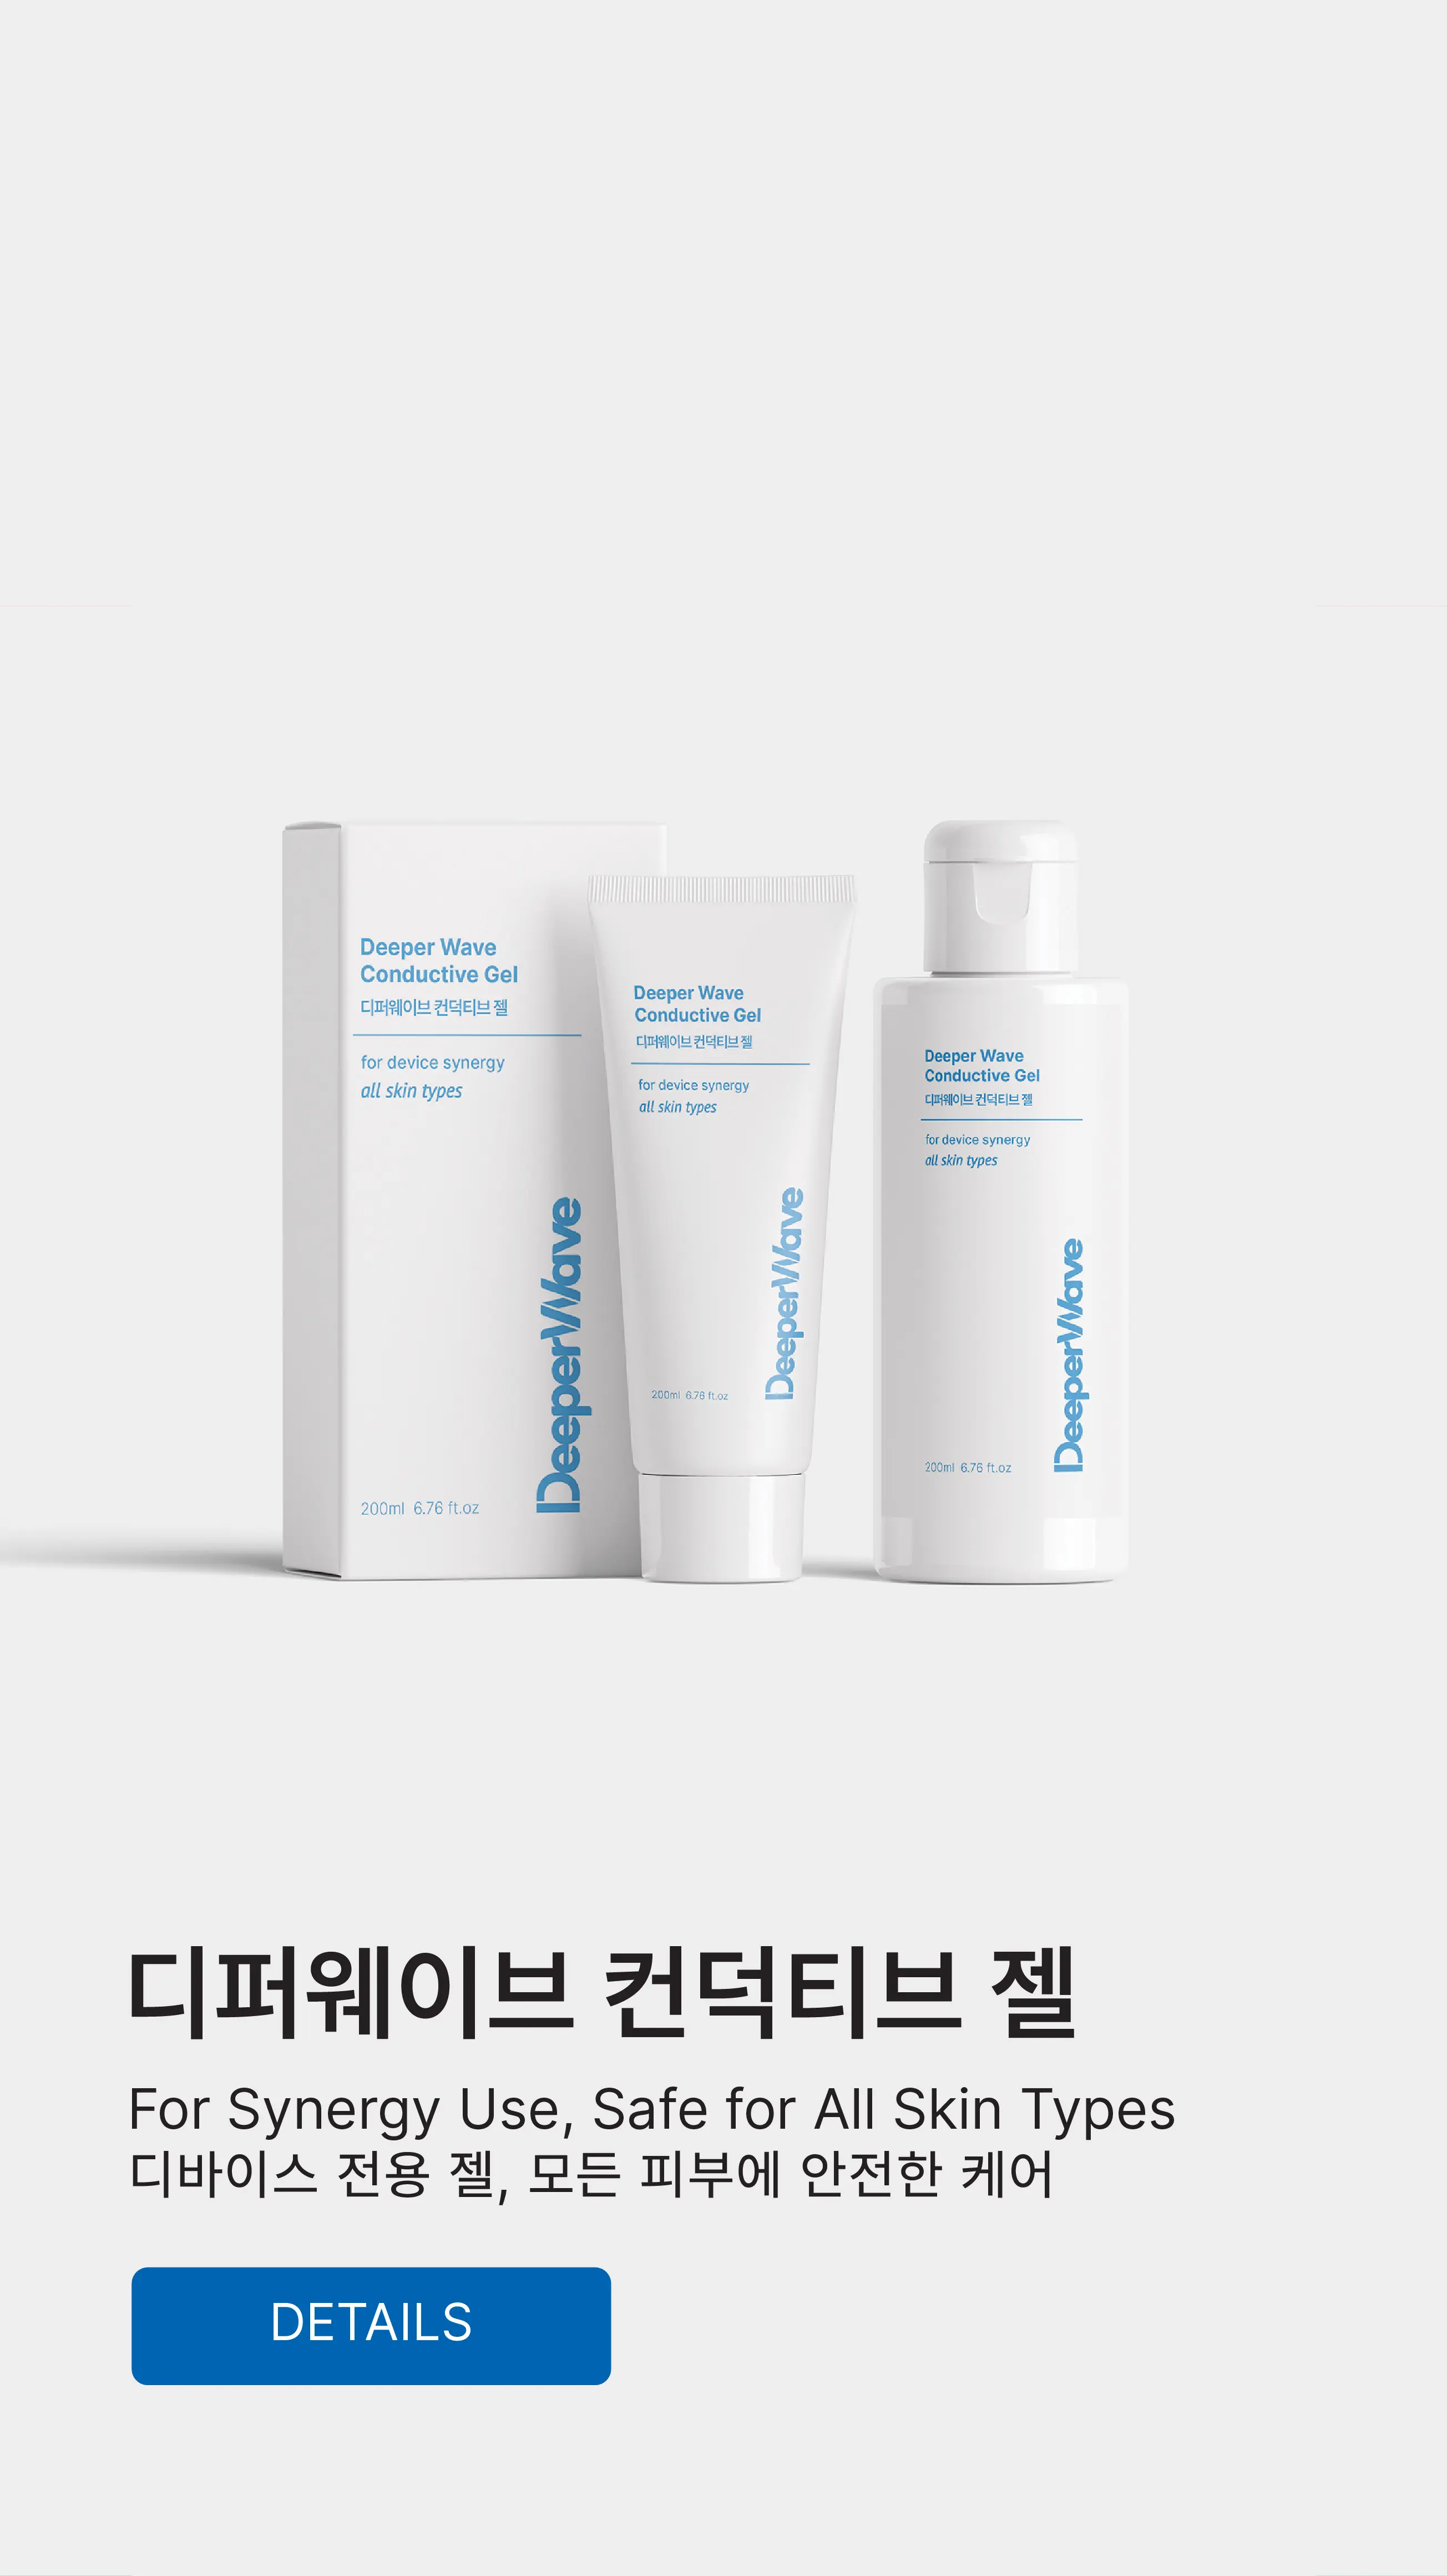 Deeper Wave
Conductive Gel
디퍼웨이브 컨덕티브 젤
for device synergy
all skin types
DeeperWave
200ml 6.76 ft.oz
Deeper Wave
Conductive Gel
디퍼웨이브 컨덕티브 젤
for device synergy
all skin types
DeeperWave
200ml 6.76 ft.oz
Deeper Wave
Conductive Gel
디퍼웨이브 컨덕티브 젤
for device synergy
all skin types
DeeperWave
200ml 6.76 ft.oz
디퍼웨이브 컨덕티브 젤
For Synergy Use, Safe for All Skin Types
디바이스 전용 젤, 모든 피부에 안전한 케어
DETAILS